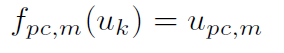 f_{pc,m}(u_k) = u_{pc,m}